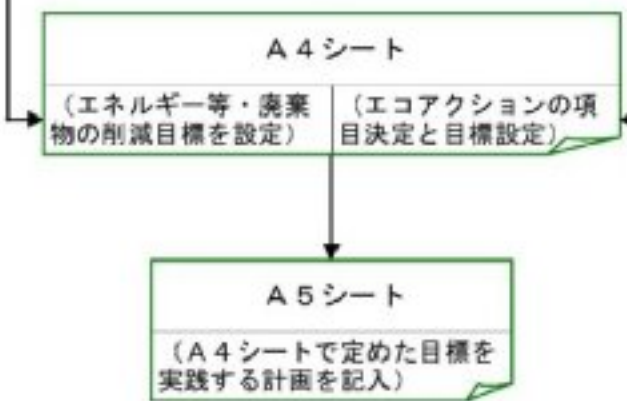 A4シート
（エネルギー等・廃棄
物の削減目標を設定）
（エコアクションの項
目決定と目標設定）
A5シート
（A4シートで定めた目標を
実践する計画を記入）